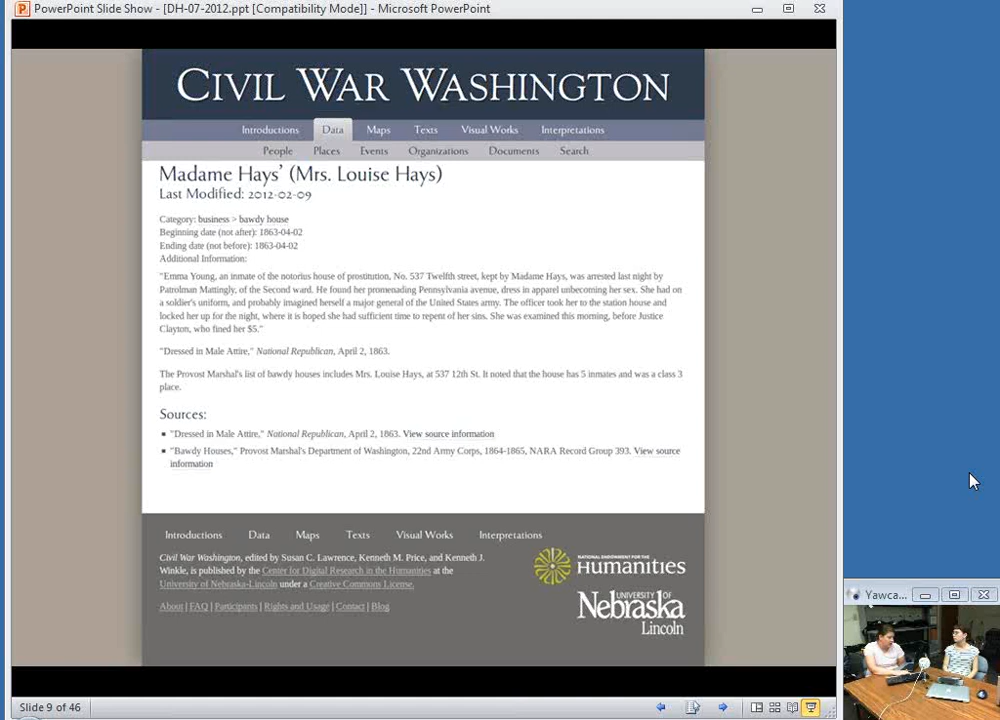 PowerPoint Slide Show - [DH-07-2012.ppt [Compatibility Mode]] - Microsoft PowerPoint
CIVIL WAR WASHINGTON
Introductions Data Maps Texts Visual Works Interpretations
People Places Events Organizations Documents Search
Madame Hays' (Mrs. Louise Hays)
Last Modified: 2012-02-09
Category: business > bawdy house
Beginning date (not after): 1863-04-02
Ending date (not before): 1863-04-02
Additional Information:
"Emma Young, an inmate of the notorius house of prostitution, No. 537 Twelfth street, kept by Madame Hays, was arrested last night by
Patrolman Mattingly, of the Second ward. He found her promenading Pennsylvania avenue, dress in apparel unbecoming her sex. She had on
a soldier's uniform, and probably imagined herself a major general of the United States army. The officer took her to the station house and
locked her up for the night, where it is hoped she had sufficient time to repent of her sins. She was examined this morning, before Justice
Clayton, who fined her $5."
"Dressed in Male Attire," National Republican, April 2, 1863.
The Provost Marshal's list of bawdy houses includes Mrs. Louise Hays, at 537 12th St. It noted that the house has 5 inmates and was a class 3
place.
Sources:
"Dressed in Male Attire," National Republican, April 2, 1863. View source information
"Bawdy Houses," Provost Marshal's Department of Washington, 22nd Army Corps, 1864-1865, NARA Record Group 393. View source
information
Introductions Data Maps Texts Visual Works Interpretations
Civil War Washington, edited by Susan C. Lawrence, Kenneth M. Price, and Kenneth J.
Winkle, is published by the Center for Digital Research in the Humanities at the
University of Nebraska-Lincoln under a Creative Commons License.
About | FAQ | Participants | Rights and Usage | Contact | Blog
NATIONAL ENDOWMENT FOR THE
Humanities
UNIVERSITY OF
Nebraska
Lincoln
Yawca...
Slide 9 of 46